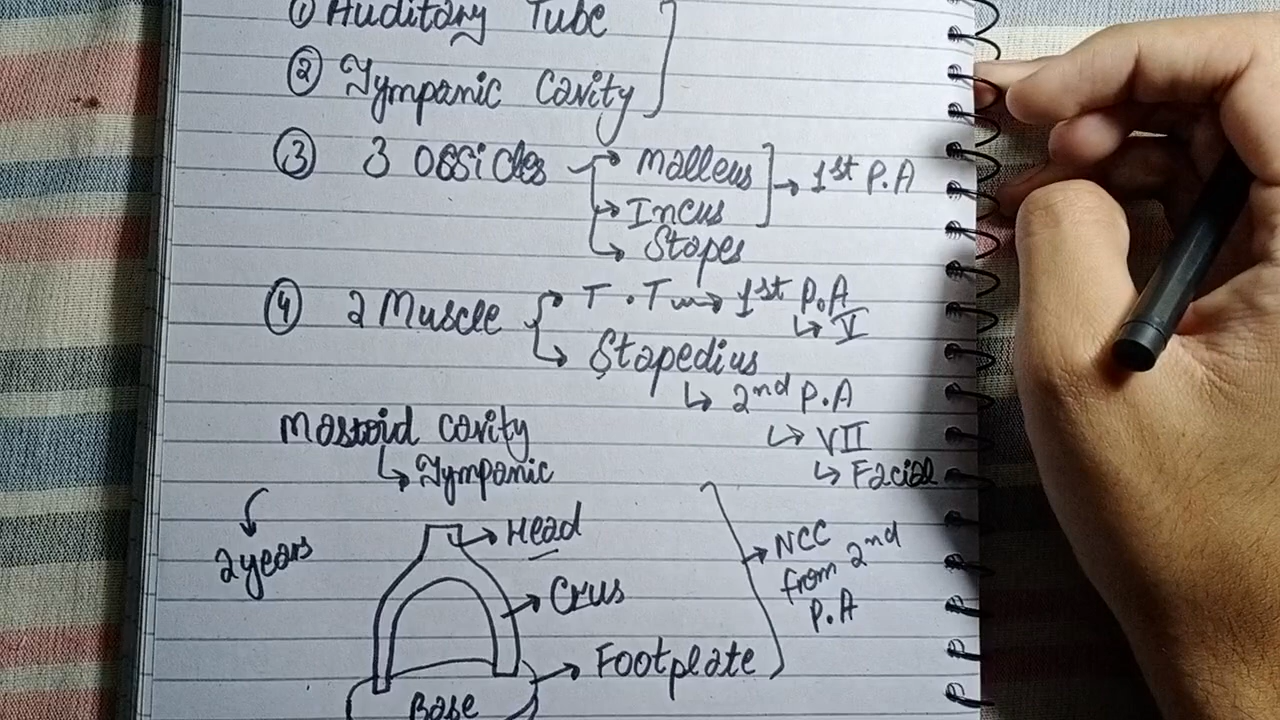 ① Auditory Tube
② Tympanic Cavity
③ 3 ossicles → Malleus → 1st P.A
→ Incus
→ Stapes
④ 2 Muscle → T.T → 1st P.A
↳ V
→ Stapedius
↳ 2nd P.A
↳ VII
↳ Facial
Mastoid cavity
↳ Tympanic
2 years
→ Head
→ Crus
→ Footplate
Base
→ NCC
from 2nd
P.A